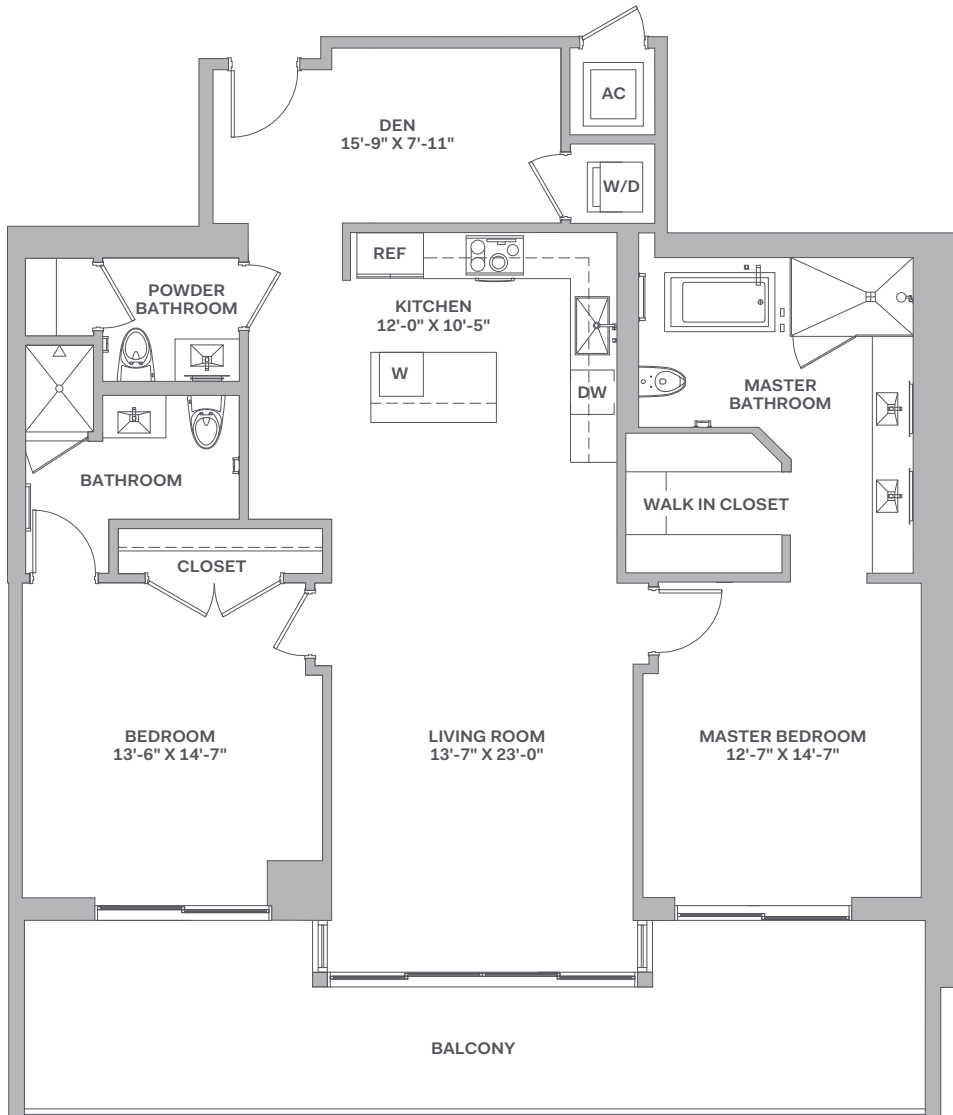 AC
DEN
15'-9" X 7'-11"
W/D
REF
POWDER
BATHROOM
KITCHEN
12'-0" X 10'-5"
W
DW
MASTER
BATHROOM
BATHROOM
WALK IN CLOSET
CLOSET
BEDROOM
13'-6" X 14'-7"
LIVING ROOM
13'-7" X 23'-0"
MASTER BEDROOM
12'-7" X 14'-7"
BALCONY